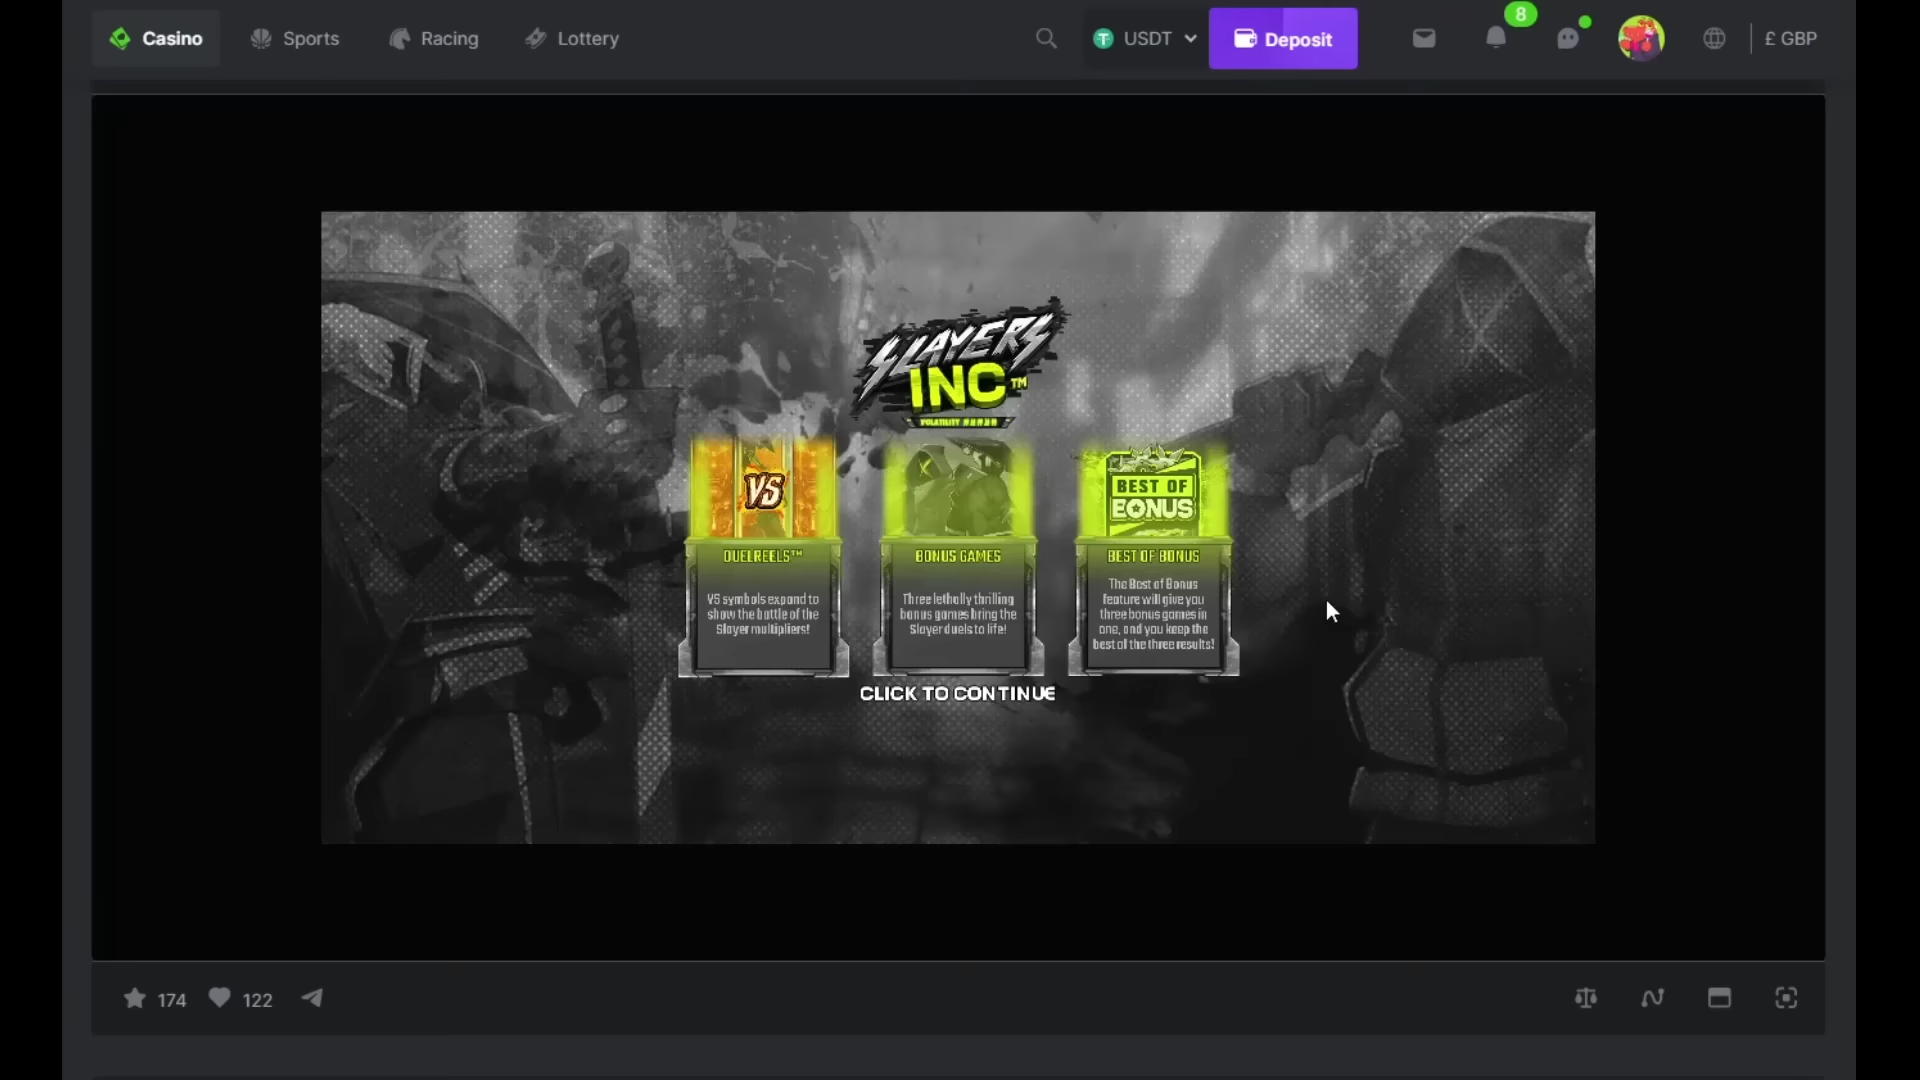 Casino
Sports
Racing
Lottery
USDT
Deposit
8
£ GBP
SLAYERS
INC™
VOLATILITY
VS
BEST OF
BONUS
DUELREELS™
BONUS GAMES
BEST OF BONUS
VS symbols expand to
show the battle of the
Slayer multipliers!
Three lethally thrilling
bonus games bring the
Slayer duels to life!
The Best of Bonus
feature will give you
three bonus games in
one, and you keep the
best of the three results!
CLICK TO CONTINUE
174
122